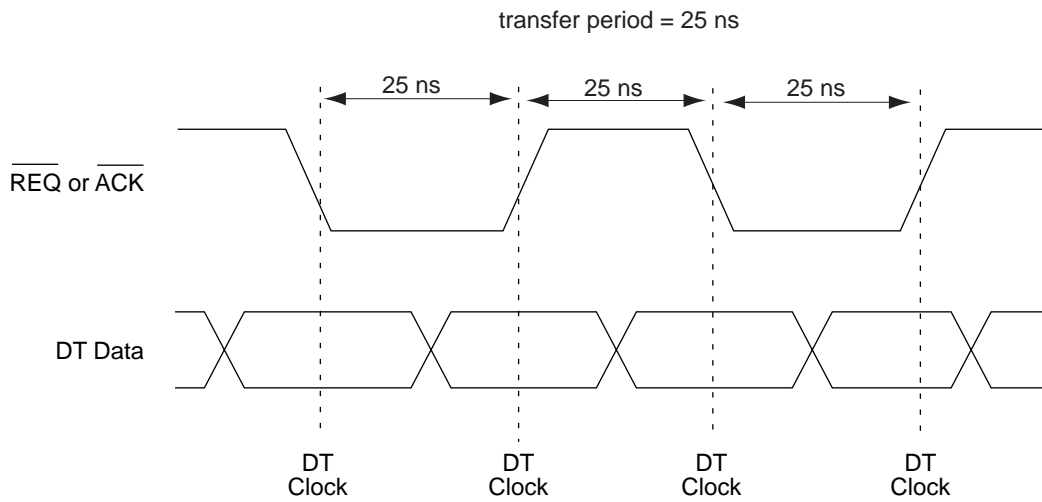 transfer period = 25 ns
25 ns
25 ns
25 ns
REQ or ACK
DT Data
DT
Clock
DT
Clock
DT
Clock
DT
Clock